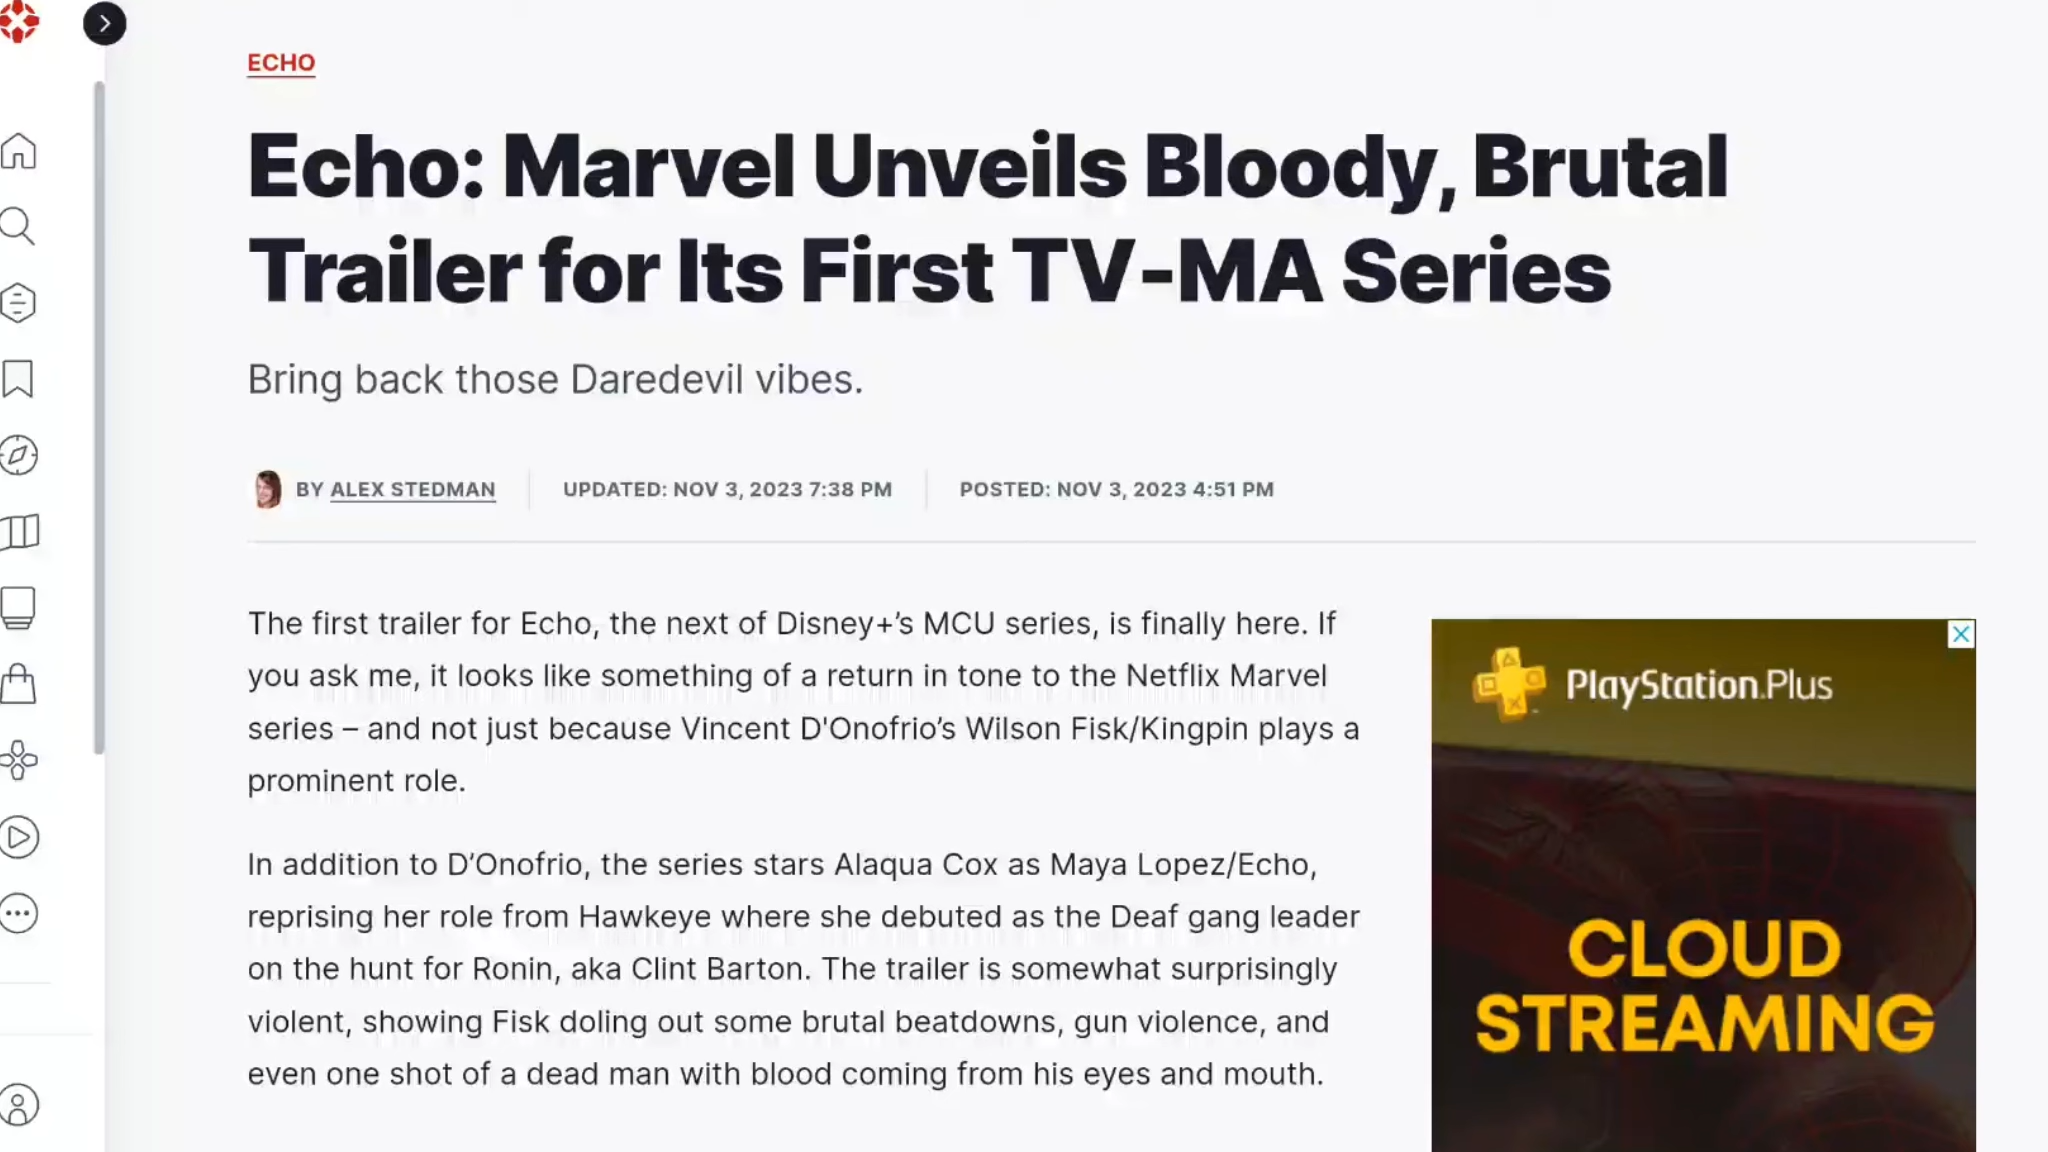 ECHO
Echo: Marvel Unveils Bloody, Brutal
Trailer for Its First TV-MA Series
Bring back those Daredevil vibes.
BY ALEX STEDMAN
UPDATED: NOV 3, 2023 7:38 PM
POSTED: NOV 3, 2023 4:51 PM
The first trailer for Echo, the next of Disney+’s MCU series, is finally here. If
you ask me, it looks like something of a return in tone to the Netflix Marvel
series – and not just because Vincent D'Onofrio’s Wilson Fisk/Kingpin plays a
prominent role.
In addition to D’Onofrio, the series stars Alaqua Cox as Maya Lopez/Echo,
reprising her role from Hawkeye where she debuted as the Deaf gang leader
on the hunt for Ronin, aka Clint Barton. The trailer is somewhat surprisingly
violent, showing Fisk doling out some brutal beatdowns, gun violence, and
even one shot of a dead man with blood coming from his eyes and mouth.
PlayStation.Plus
CLOUD
STREAMING